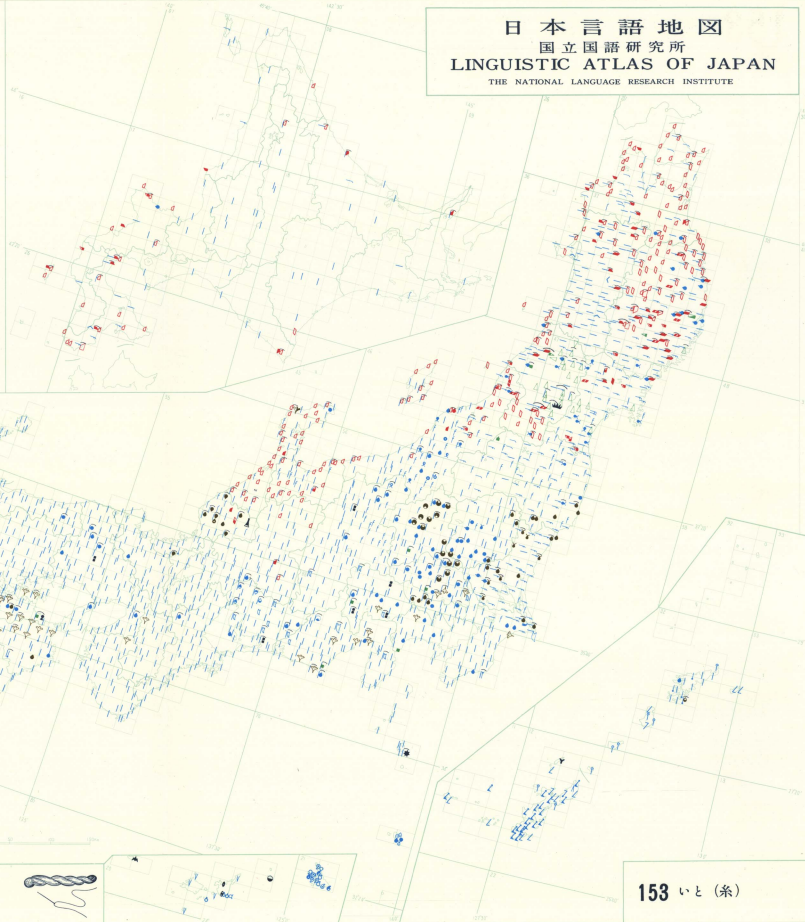 日本言語地図
国立国語研究所
LINGUISTIC ATLAS OF JAPAN
THE NATIONAL LANGUAGE RESEARCH INSTITUTE
153 いと (糸)